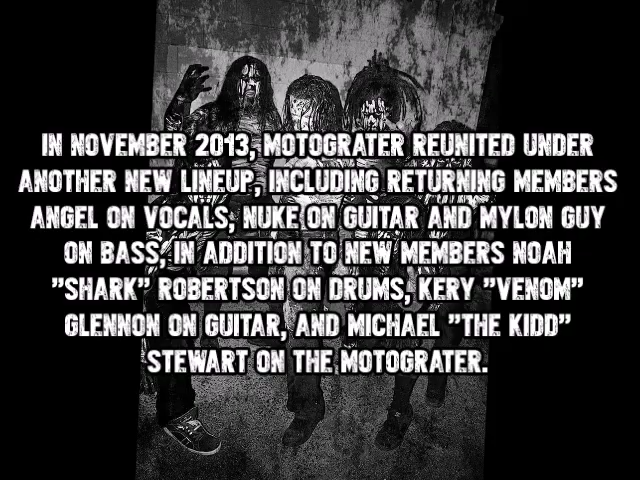 IN NOVEMBER 2013, MOTOGRATER REUNITED UNDER
ANOTHER NEW LINEUP, INCLUDING RETURNING MEMBERS
ANGEL ON VOCALS, NUKE ON GUITAR AND MYLON GUY
ON BASS, IN ADDITION TO NEW MEMBERS NOAH
"SHARK" ROBERTSON ON DRUMS, KERY "VENOM"
GLENNON ON GUITAR, AND MICHAEL "THE KIDD"
STEWART ON THE MOTOGRATER.